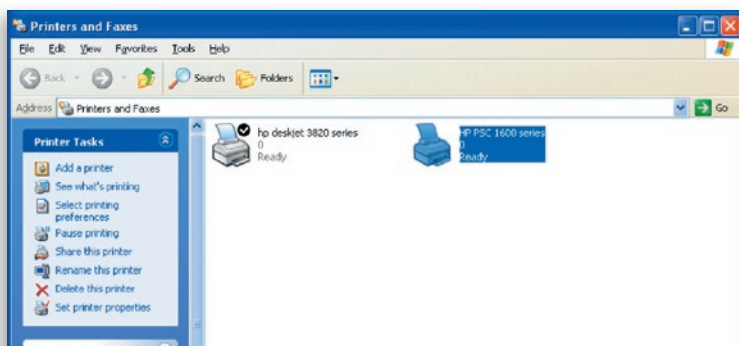 Printers and Faxes
File Edit View Favorites Tools Help
Back Search Folders
Address Printers and Faxes Go
Printer Tasks
Add a printer
See what's printing
Select printing
preferences
Pause printing
Share this printer
Rename this printer
Delete this printer
Set printer properties
hp deskjet 3820 series
0
Ready
HP PSC 1600 series
0
Ready